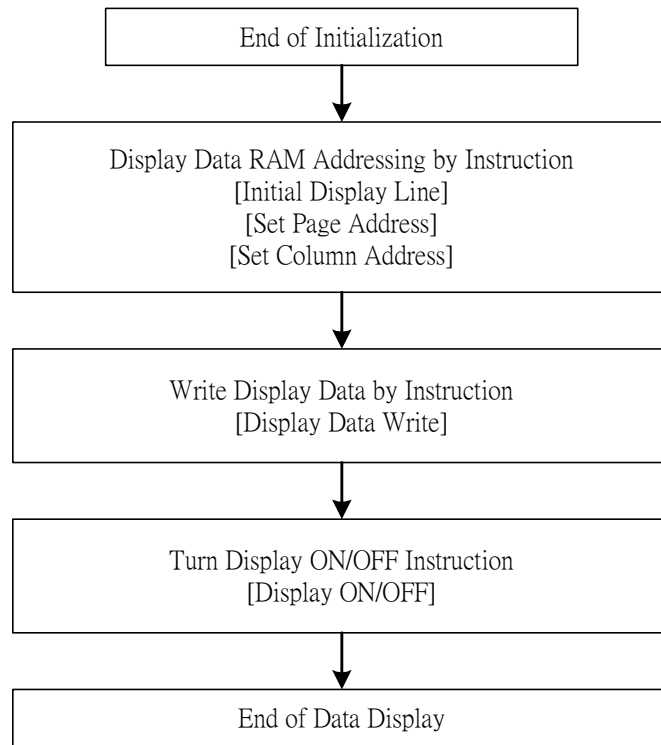 End of Initialization
Display Data RAM Addressing by Instruction
[Initial Display Line]
[Set Page Address]
[Set Column Address]
Write Display Data by Instruction
[Display Data Write]
Turn Display ON/OFF Instruction
[Display ON/OFF]
End of Data Display